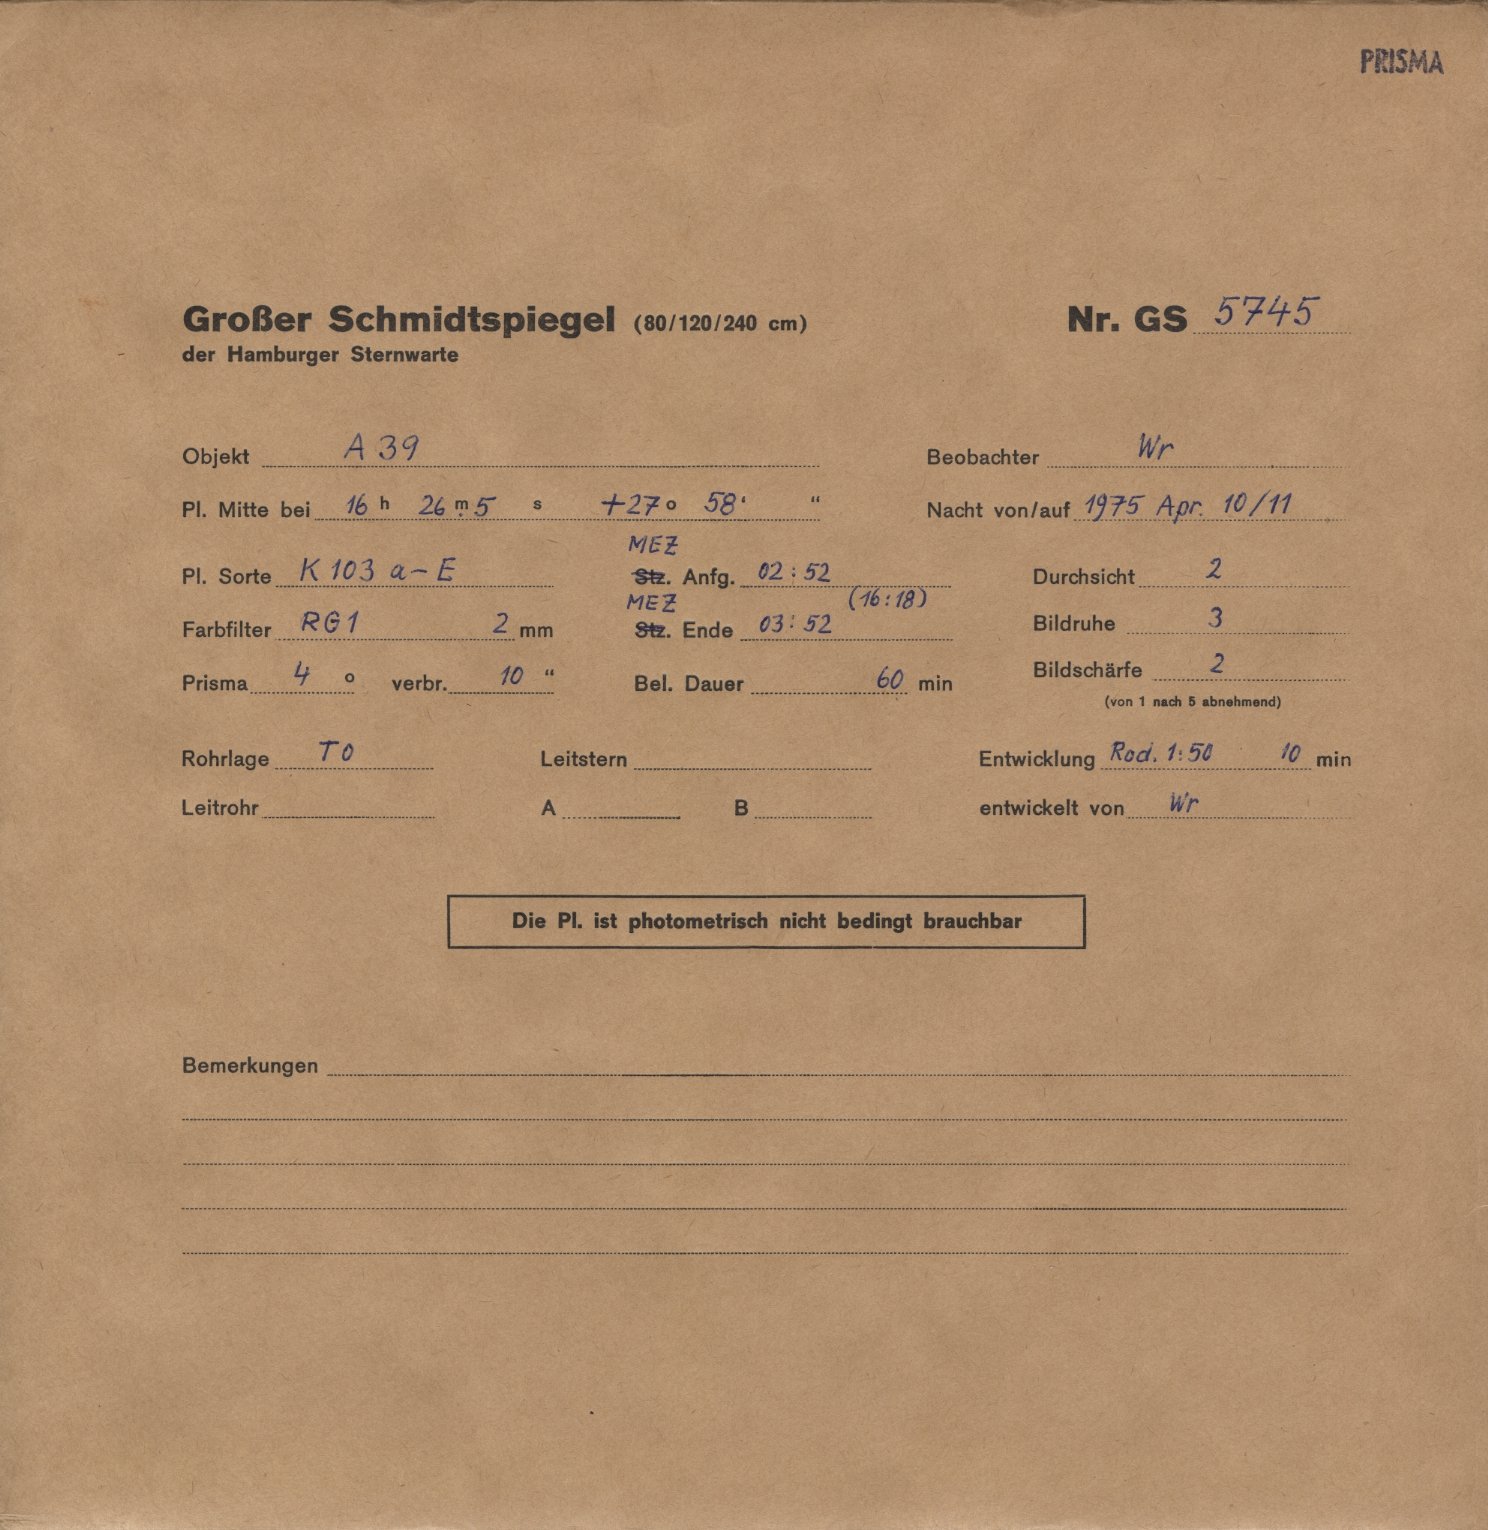 PRISMA
Großer Schmidtspiegel (80/120/240 cm) Nr. GS 5745
der Hamburger Sternwarte
Objekt A 39 Beobachter Wr
Pl. Mitte bei 16 h 26 m.5 s +27 o 58 ' “ Nacht von/auf 1975 Apr. 10/11
MEZ
Pl. Sorte K 103 a-E Stz. Anfg. 02:52 Durchsicht 2
MEZ (16:18)
Farbfilter RG1 2 mm Stz. Ende 03:52 Bildruhe 3
Prisma 4 o verbr. 10 “ Bel. Dauer 60 min Bildschärfe 2
(von 1 nach 5 abnehmend)
Rohrlage T0 Leitstern Entwicklung Rod. 1:50 10 min
Leitrohr A B entwickelt von Wr
Die Pl. ist photometrisch nicht bedingt brauchbar
Bemerkungen